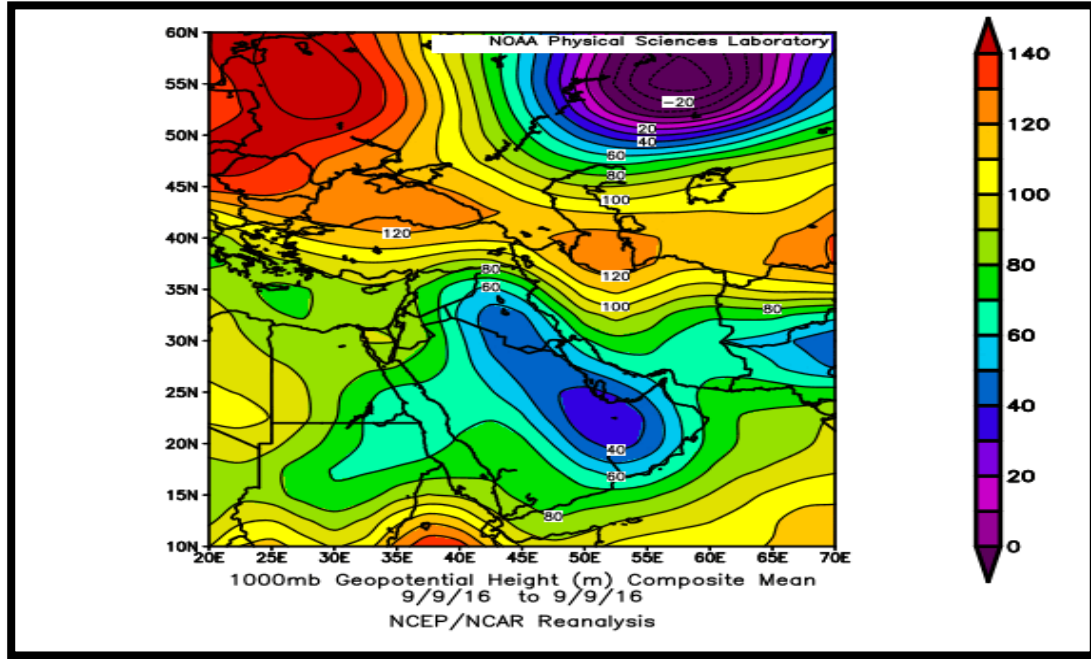 NOAA Physical Sciences Laboratory
60N
55N
50N
45N
40N
35N
30N
25N
20N
15N
10N
-20
20
40
60
80
100
120
80
60
120
100
80
40
60
80
20E 25E 30E 35E 40E 45E 50E 55E 60E 65E 70E
1000mb Geopotential Height (m) Composite Mean
9/9/16 to 9/9/16
NCEP/NCAR Reanalysis
140
120
100
80
60
40
20
0